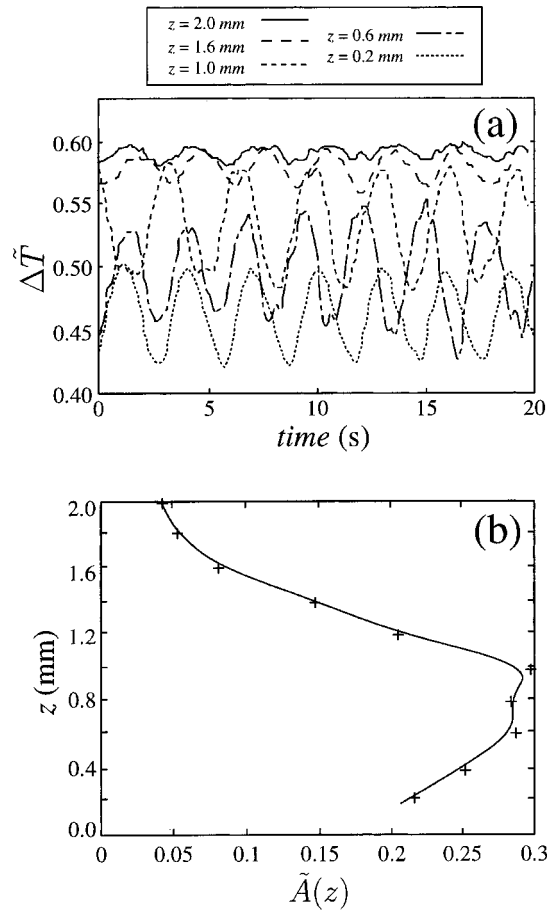 z = 2.0 mm
z = 1.6 mm
z = 1.0 mm
z = 0.6 mm
z = 0.2 mm
(a)
0.60
0.55
0.50
0.45
0.40
ΔT̃
0 5 10 15 20
time (s)
(b)
2.0
1.6
1.2
0.8
0.4
0.0
z (mm)
0 0.05 0.1 0.15 0.2 0.25 0.3
Ã(z)